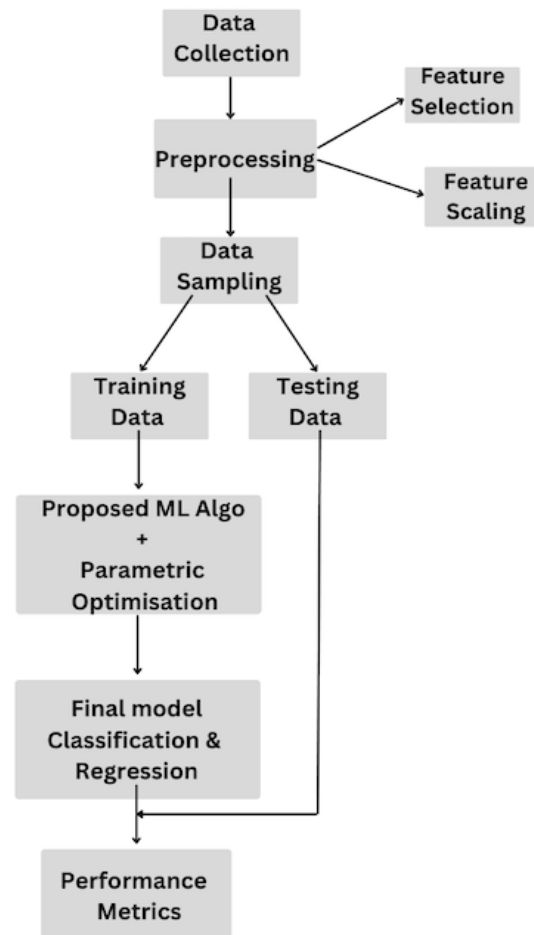 Data
Collection
Feature
Selection
Preprocessing
Feature
Scaling
Data
Sampling
Training
Data
Testing
Data
Proposed ML Algo
+
Parametric
Optimisation
Final model
Classification &
Regression
Performance
Metrics